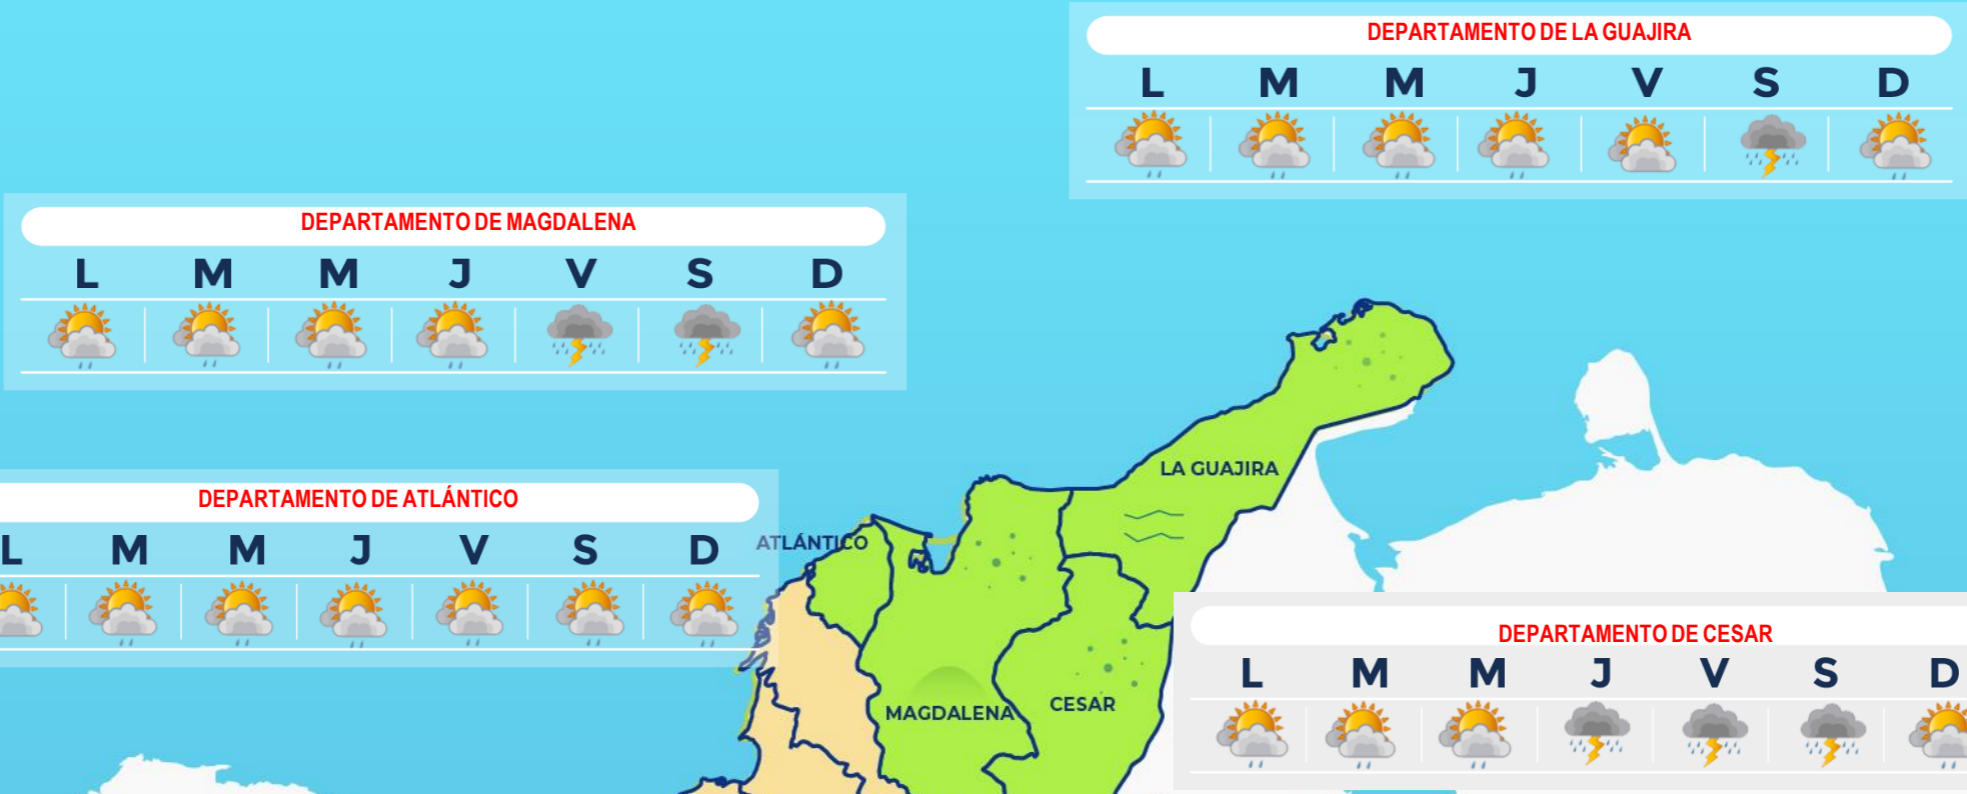 DEPARTAMENTO DE LA GUAJIRA
L M M J V S D
DEPARTAMENTO DE MAGDALENA
L M M J V S D
LA GUAJIRA
DEPARTAMENTO DE ATLÁNTICO
L M M J V S D
ATLÁNTICO
DEPARTAMENTO DE CESAR
L M M J V S D
MAGDALENA
CESAR